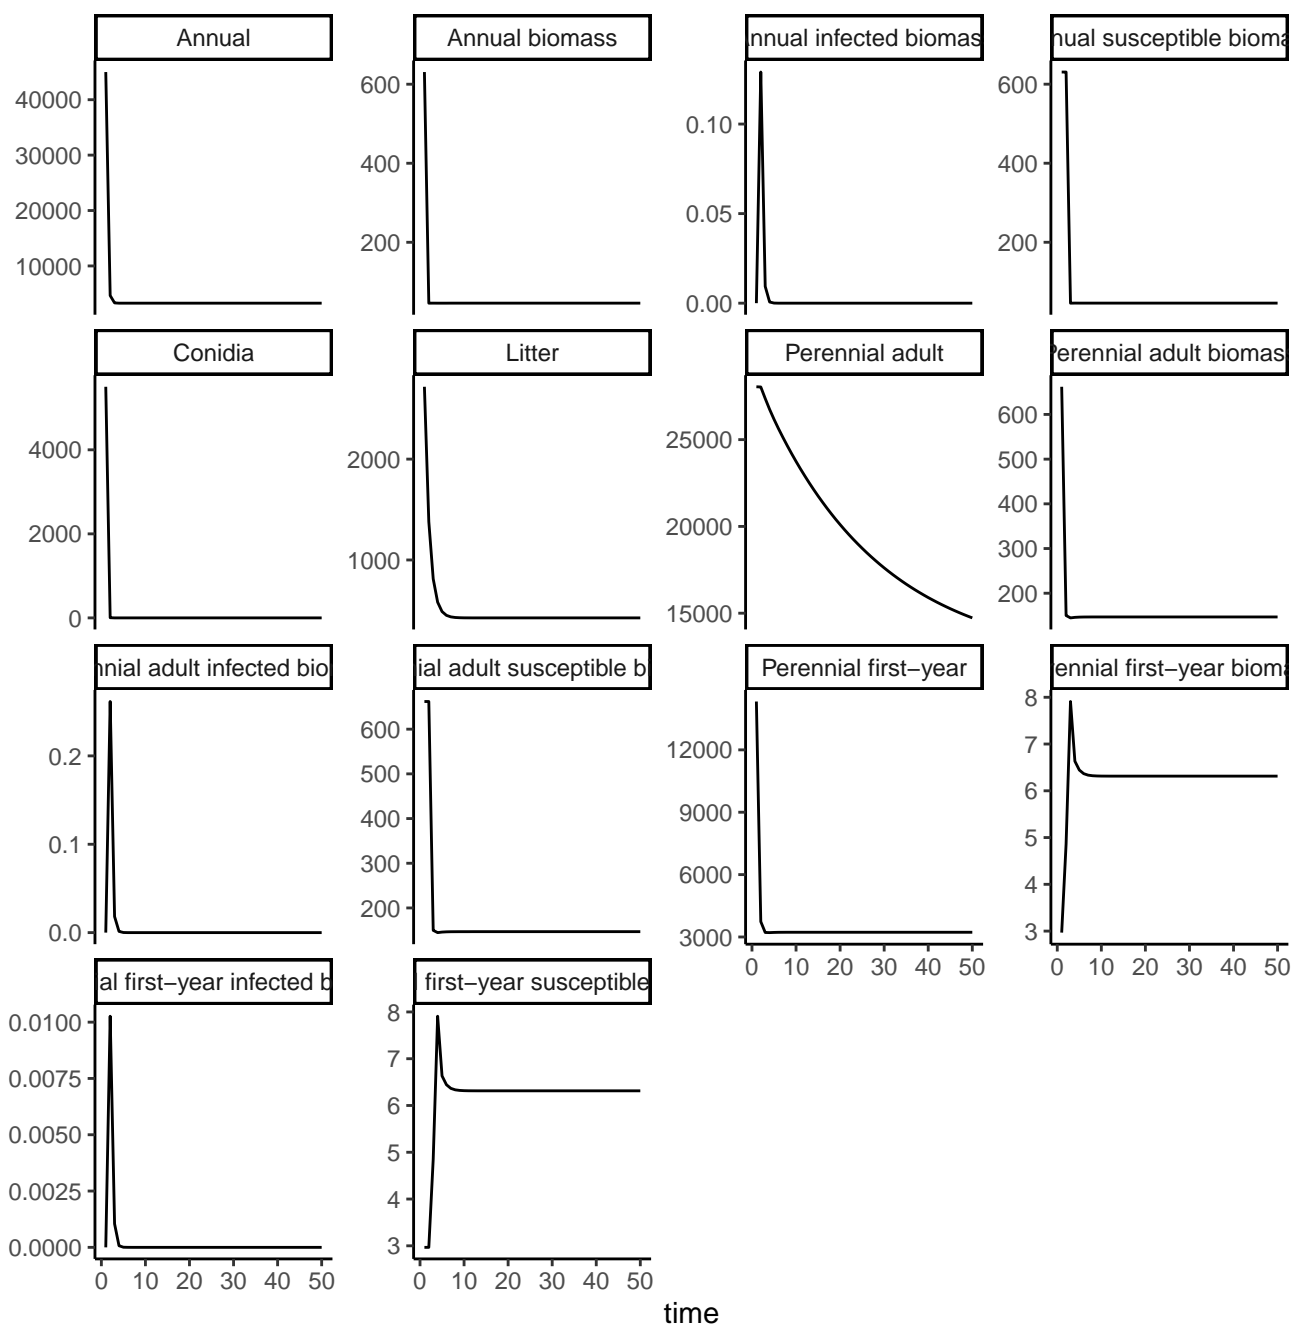 Annual
Annual biomass
nnual infected biomas
nual susceptible bioma
40000
30000
20000
10000
600
400
200
0.10
0.05
0.00
600
400
200
Conidia
Litter
Perennial adult
Perennial adult biomas
4000
2000
0
2000
1000
25000
20000
15000
600
500
400
300
200
nnial adult infected bio
ial adult susceptible b
Perennial first−year
ennial first−year bioma
0.2
0.1
0.0
600
500
400
300
200
12000
9000
6000
3000
8
7
6
5
4
3
0 10 20 30 40 50
0 10 20 30 40 50
al first−year infected b
first−year susceptible
0.0100
0.0075
0.0050
0.0025
0.0000
8
7
6
5
4
3
0 10 20 30 40 50
0 10 20 30 40 50
time